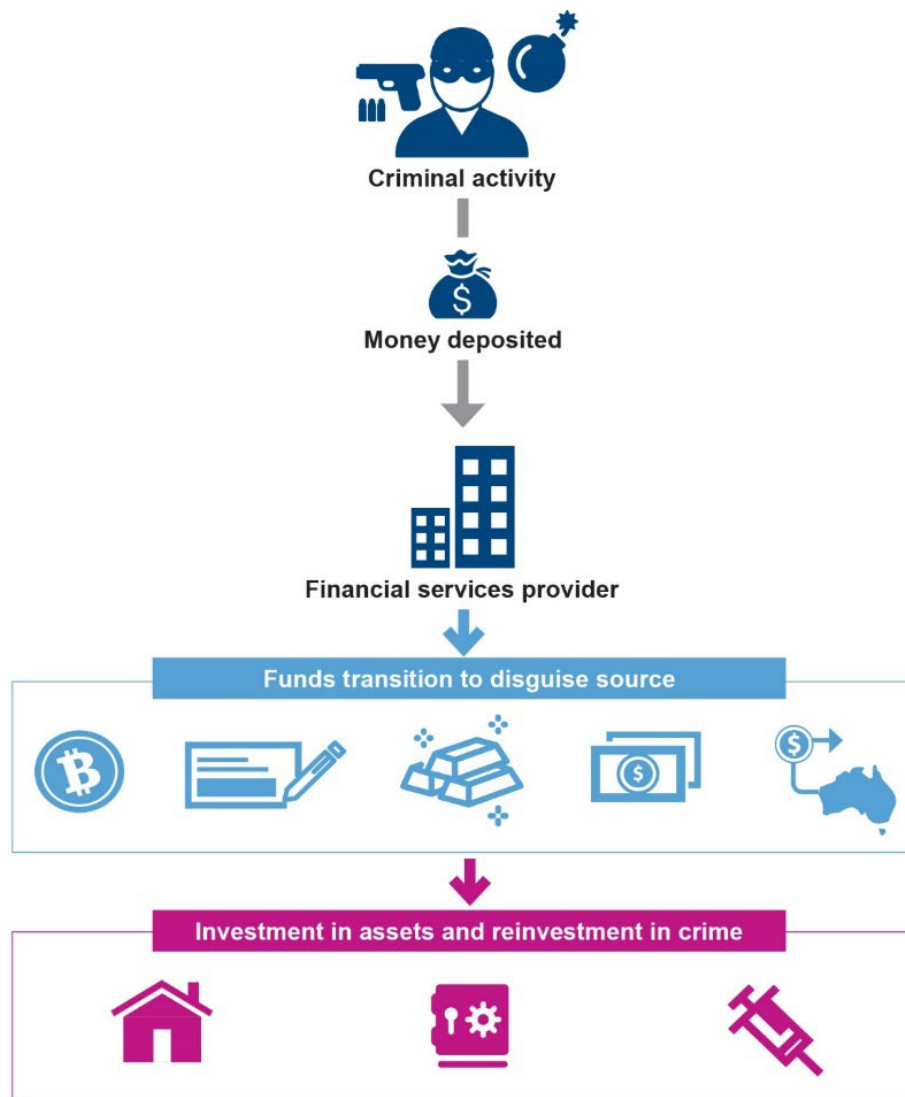 Criminal activity
$
Money deposited
Financial services provider
Funds transition to disguise source
₿
$
$
Investment in assets and reinvestment in crime